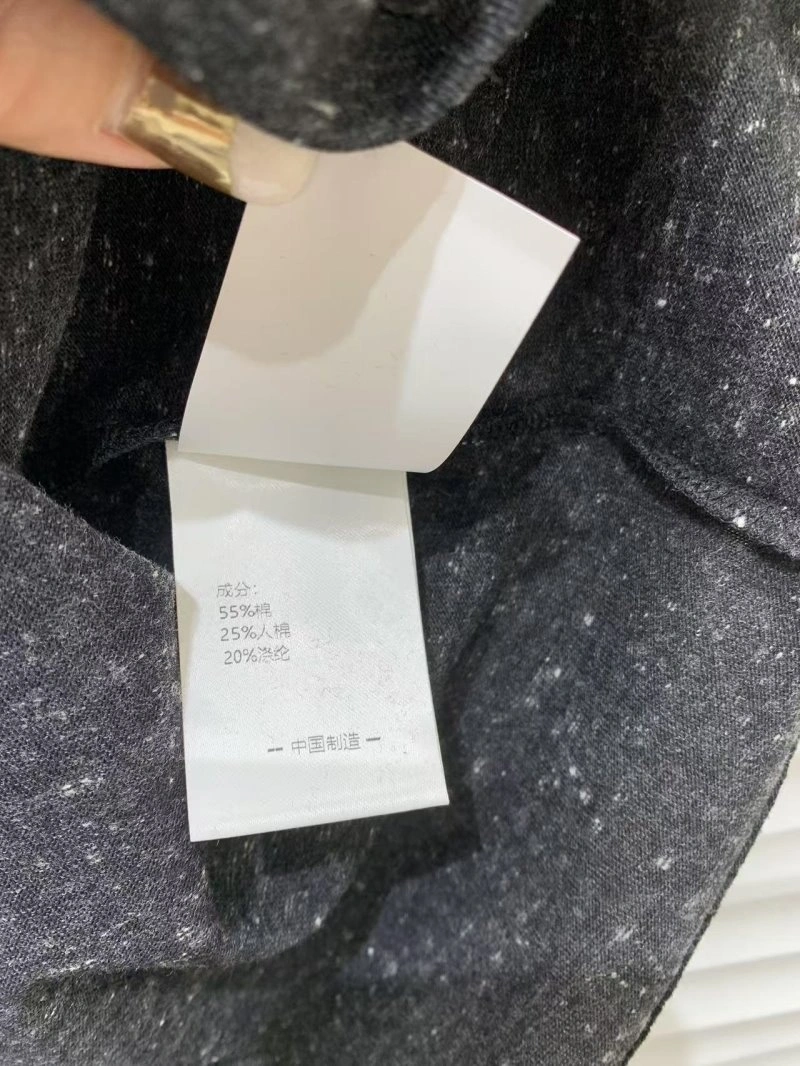 成分：
55%棉
25%人棉
20%涤纶
-- 中国制造 --